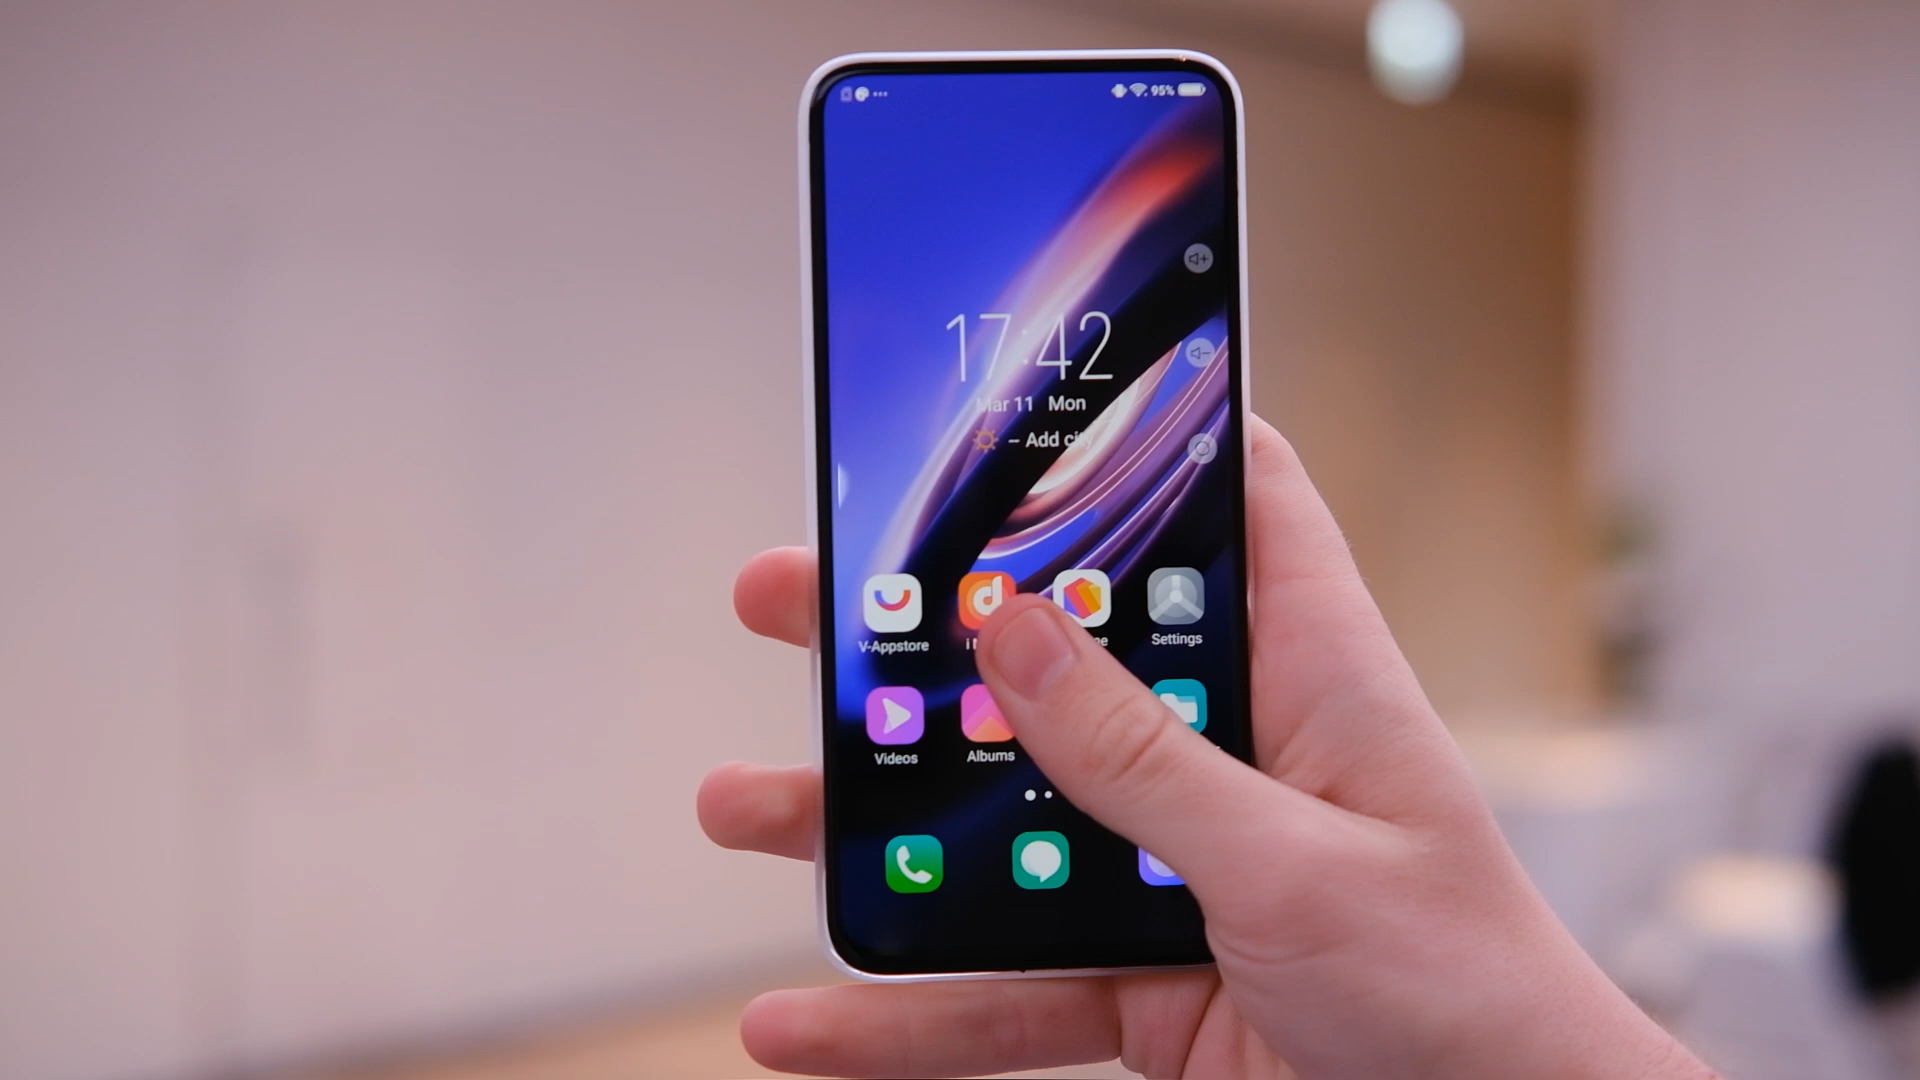 95%
17:42
Mar 11 Mon
– Add
V-Appstore
Settings
Videos
Albums